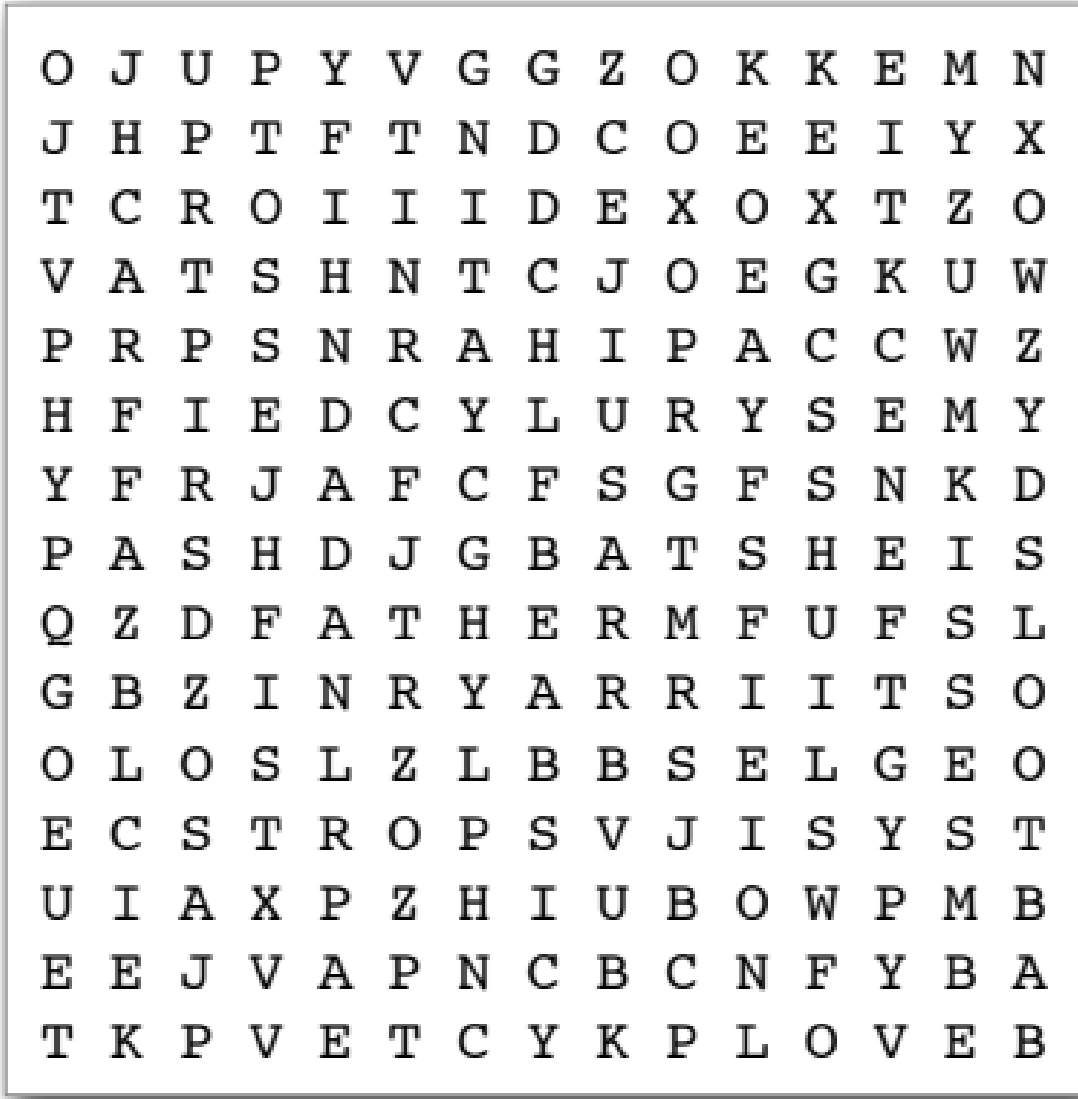 O J U P Y V G G Z O K K E M N
J H P T F T N D C O E E I Y X
T C R O I I I D E X O X T Z O
V A T S H N T C J O E G K U W
P R P S N R A H I P A C C W Z
H F I E D C Y L U R Y S E M Y
Y F R J A F C F S G F S N K D
P A S H D J G B A T S H E I S
Q Z D F A T H E R M F U F S L
G B Z I N R Y A R R I I T S O
O L O S L Z L B B S E L G E O
E C S T R O P S V J I S Y S T
U I A X P Z H I U B O W P M B
E E J V A P N C B C N F Y B A
T K P V E T C Y K P L O V E B